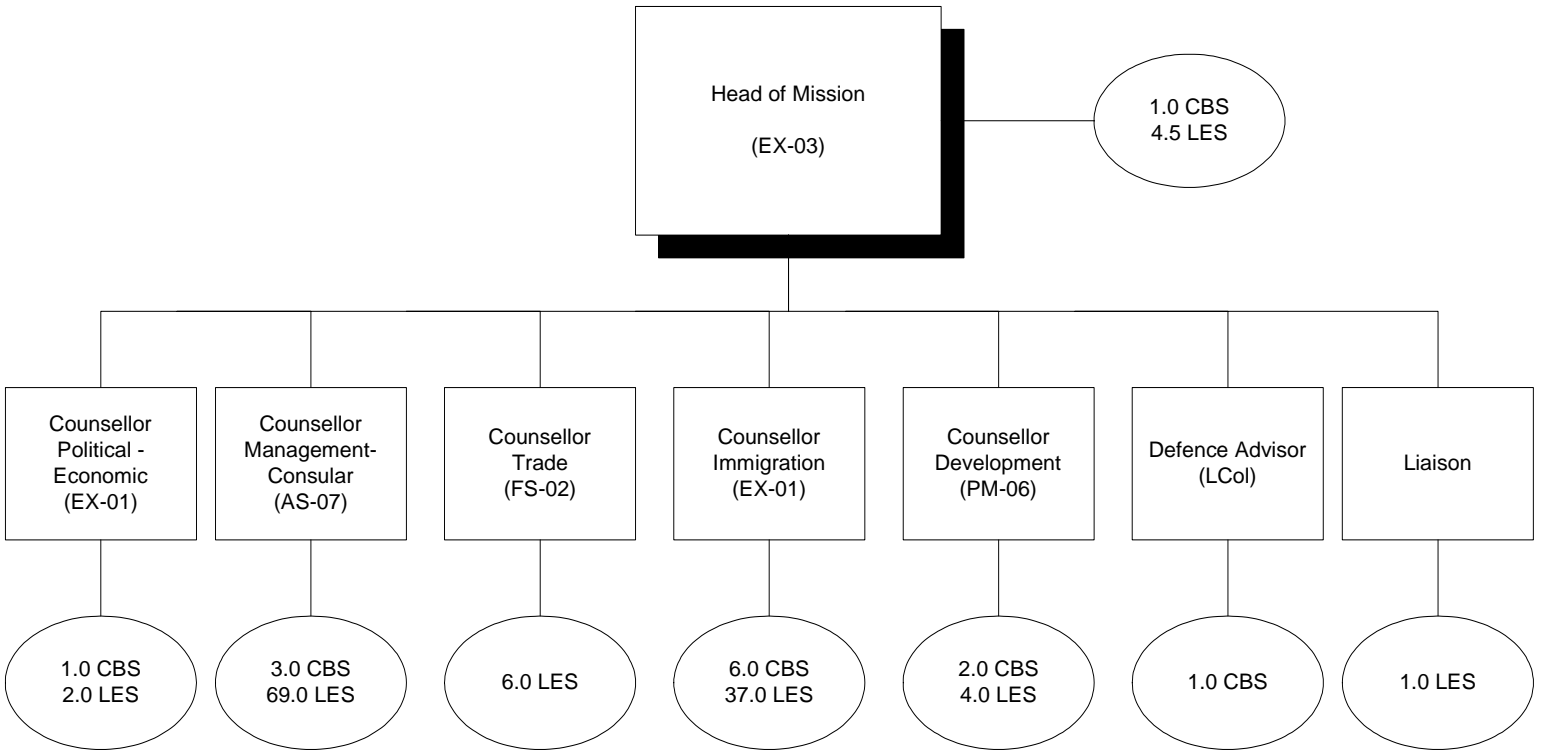 Head of Mission
(EX-03)
1.0 CBS
4.5 LES
Counsellor
Political -
Economic
(EX-01)
Counsellor
Management-
Consular
(AS-07)
Counsellor
Trade
(FS-02)
Counsellor
Immigration
(EX-01)
Counsellor
Development
(PM-06)
Defence Advisor
(LCol)
Liaison
1.0 CBS
2.0 LES
3.0 CBS
69.0 LES
6.0 LES
6.0 CBS
37.0 LES
2.0 CBS
4.0 LES
1.0 CBS
1.0 LES